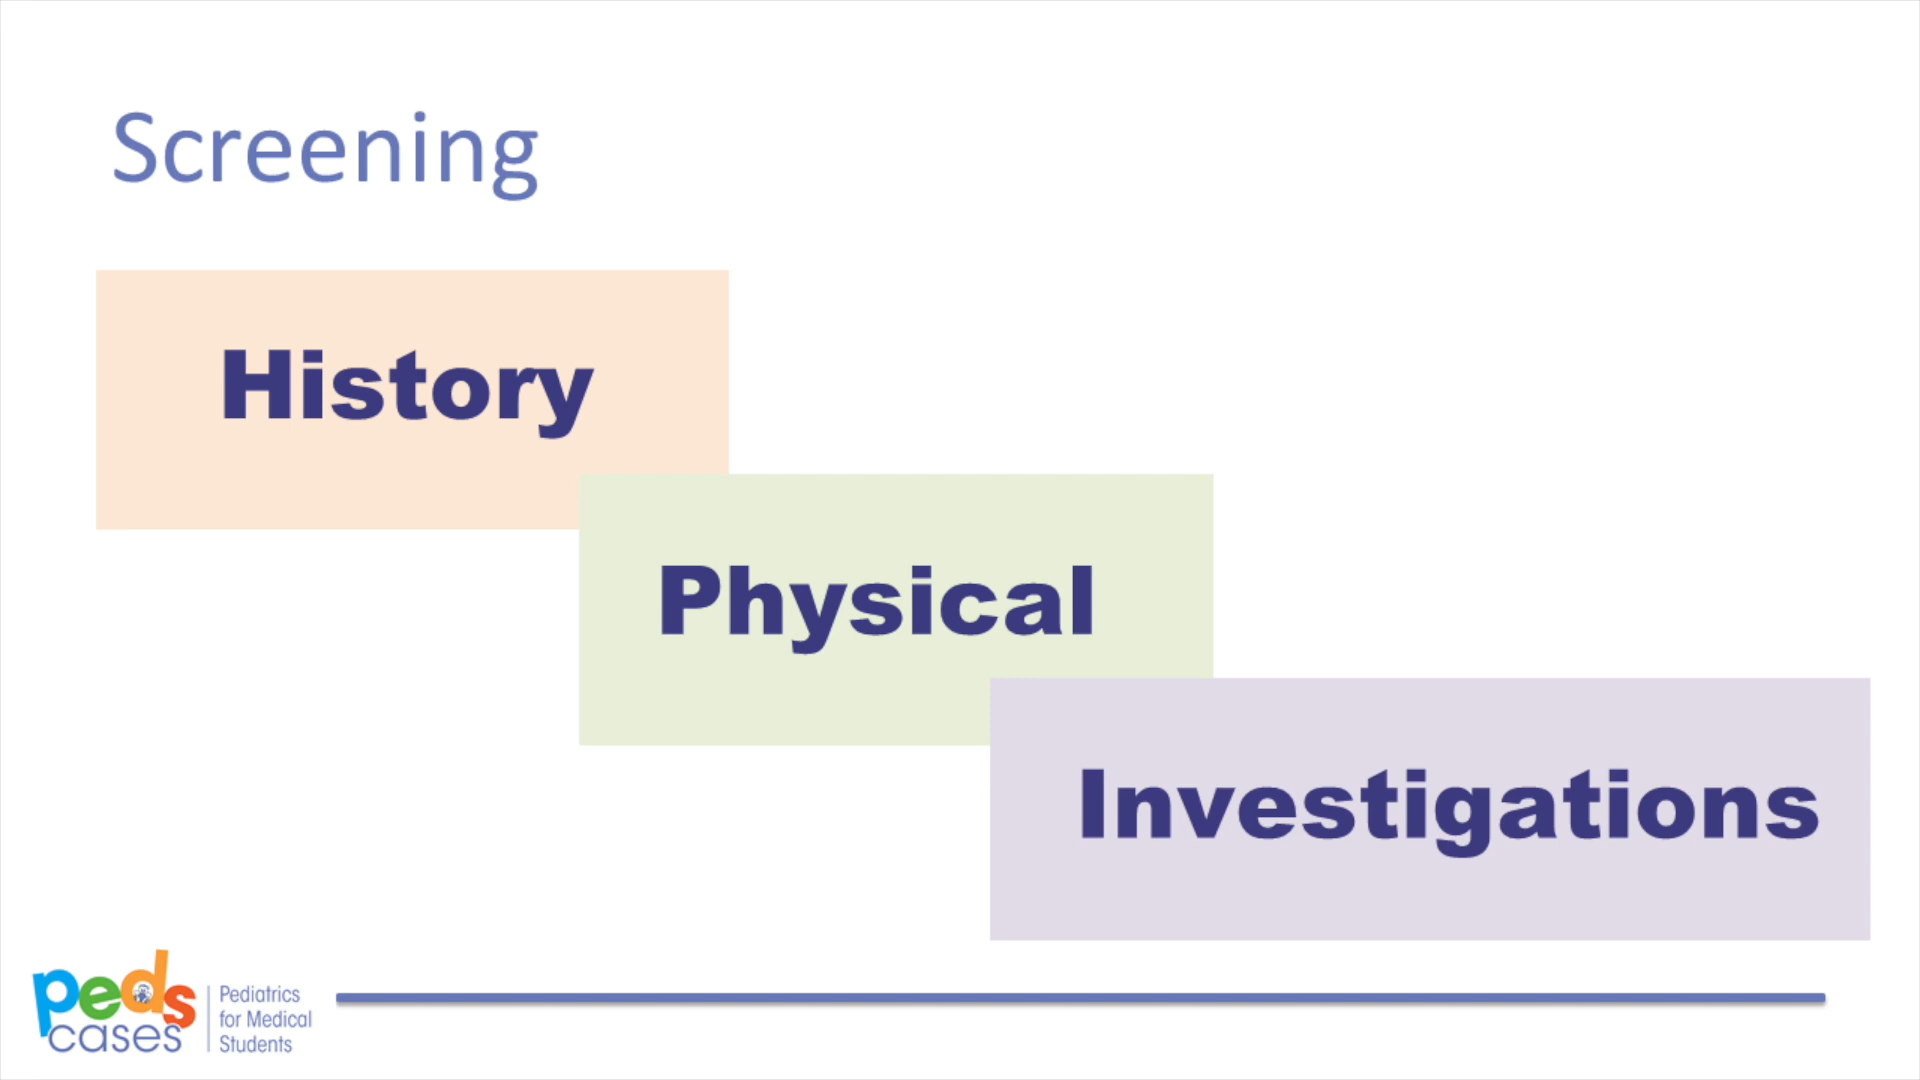 Screening
History
Physical
Investigations
peds
cases
Pediatrics
for Medical
Students